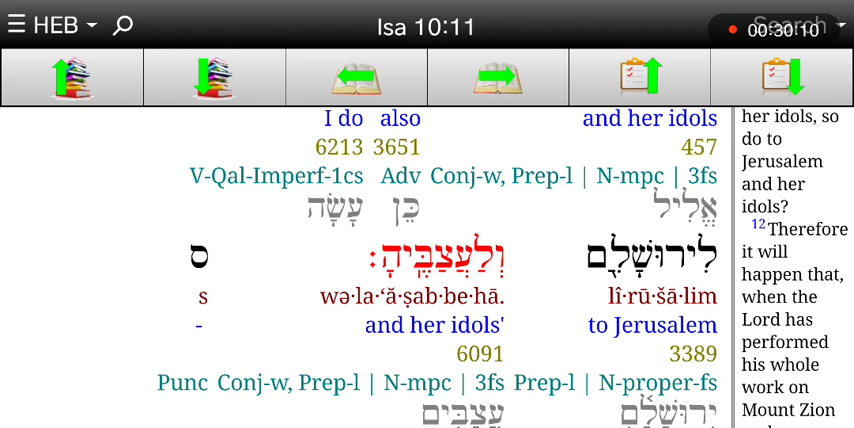 ☰ HEB Isa 10:11 Search
00:30:10
I do also and her idols
6213 3651 457
V-Qal-Imperf-1cs Adv Conj-w, Prep-l | N-mpc | 3fs
אֱלִיל כֵּן עָשָׂה
לִירוּשָׁלִַ֖ם וְלַעֲצַבֶּֽיהָ׃ ס
s wə·la·‘ă·ṣab·be·hā. lî·rū·šā·lim
- and her idols' to Jerusalem
6091 3389
Punc Conj-w, Prep-l | N-mpc | 3fs Prep-l | N-proper-fs
יְרוּשָׁלַ֫םִ עֲצַבִּים
her idols, so
do to
Jerusalem
and her
idols?
12Therefore
it will
happen that,
when the
Lord has
performed
his whole
work on
Mount Zion